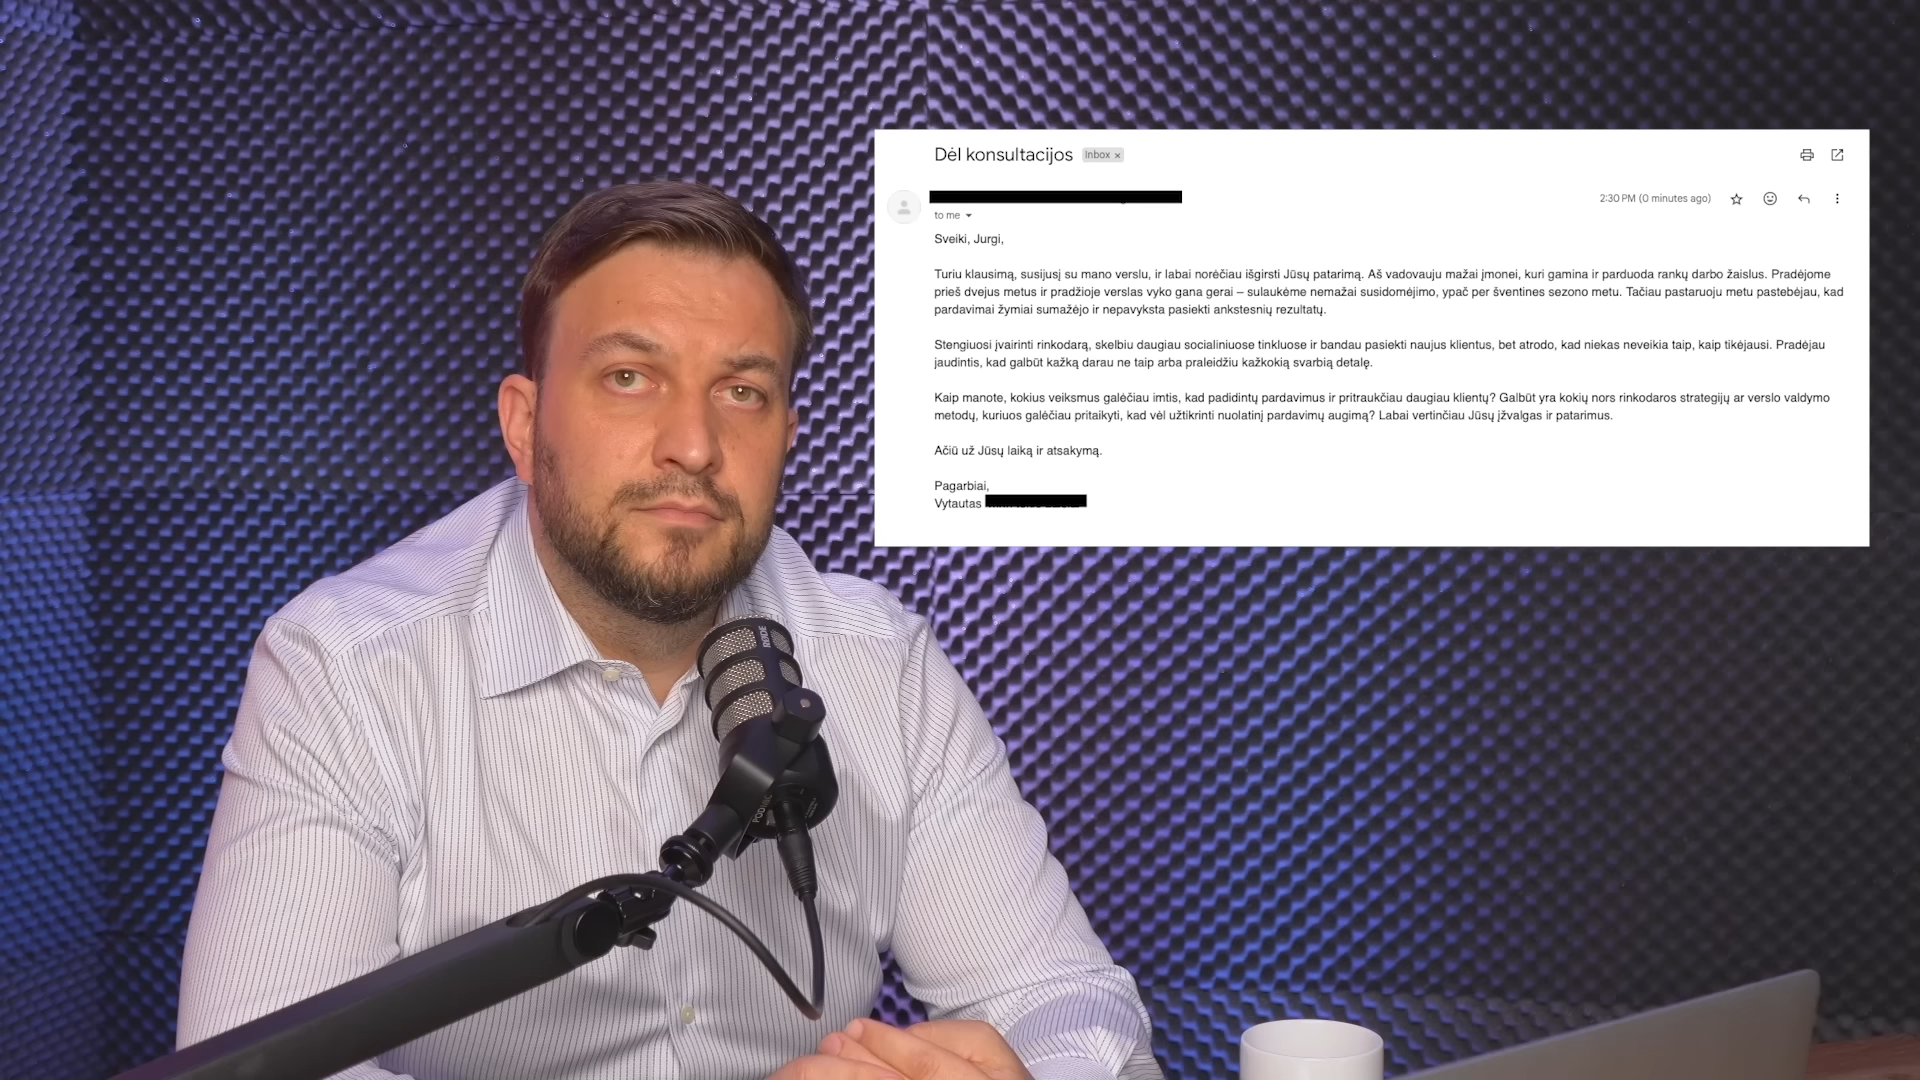 Dėl konsultacijos Inbox ×
2:30 PM (0 minutes ago)
to me
Sveiki, Jurgi,
Turiu klausimą, susijusį su mano verslu, ir labai norėčiau išgirsti Jūsų patarimą. Aš vadovauju mažai įmonei, kuri gamina ir parduoda rankų darbo žaislus. Pradėjome
prieš dvejus metus ir pradžioje verslas vyko gana gerai – sulaukėme nemažai susidomėjimo, ypač per šventines sezono metu. Tačiau pastaruoju metu pastebėjau, kad
pardavimai žymiai sumažėjo ir nepavyksta pasiekti ankstesnių rezultatų.
Stengiuosi įvairinti rinkodarą, skelbiu daugiau socialiniuose tinkluose ir bandau pasiekti naujus klientus, bet atrodo, kad niekas neveikia taip, kaip tikėjausi. Pradėjau
jaudintis, kad galbūt kažką darau ne taip arba praleidžiu kažkokią svarbią detalę.
Kaip manote, kokius veiksmus galėčiau imtis, kad padidintų pardavimus ir pritraukčiau daugiau klientų? Galbūt yra kokių nors rinkodaros strategijų ar verslo valdymo
metodų, kuriuos galėčiau pritaikyti, kad vėl užtikrinti nuolatinį pardavimų augimą? Labai vertinčiau Jūsų įžvalgas ir patarimus.
Ačiū už Jūsų laiką ir atsakymą.
Pagarbiai,
Vytautas
RØDE
PODMIC